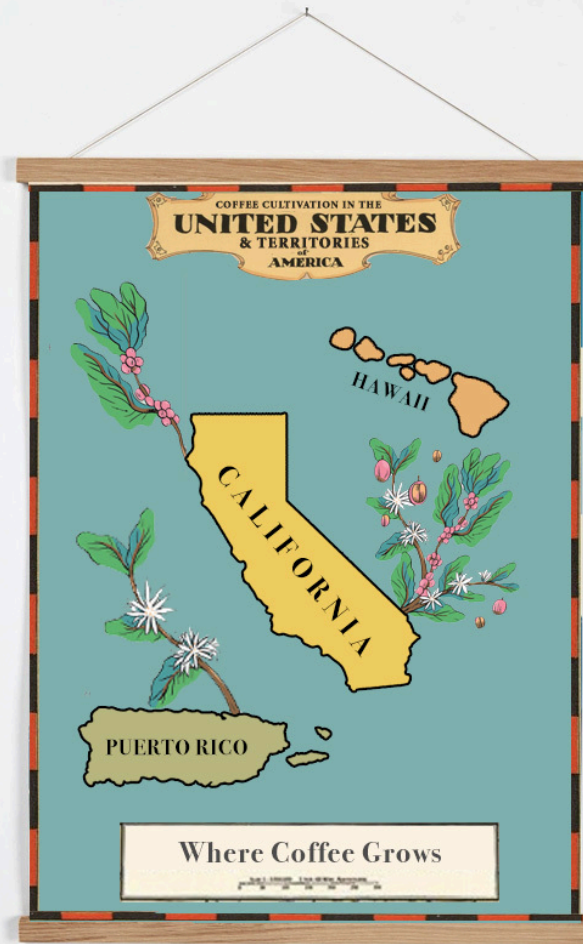 COFFEE CULTIVATION IN THE
UNITED STATES
& TERRITORIES
of
AMERICA
HAWAII
CALIFORNIA
PUERTO RICO
Where Coffee Grows